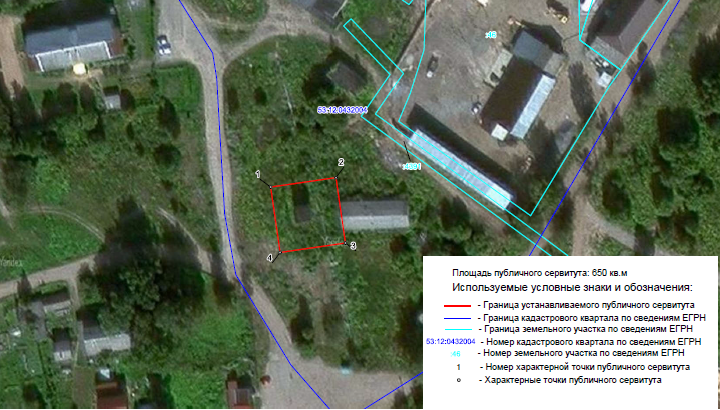 :46
53:12:0432004
1
2
3
4
Yandex
Площадь публичного сервитута: 650 кв.м
Используемые условные знаки и обозначения:
- Граница устанавливаемого публичного сервитута
- Граница кадастрового квартала по сведениям ЕГРН
- Граница земельного участка по сведениям ЕГРН
53:12:0432004 - Номер кадастрового квартала по сведениям ЕГРН
:46 - Номер земельного участка по сведениям ЕГРН
1 - Номер характерной точки публичного сервитута
- Характерные точки публичного сервитута